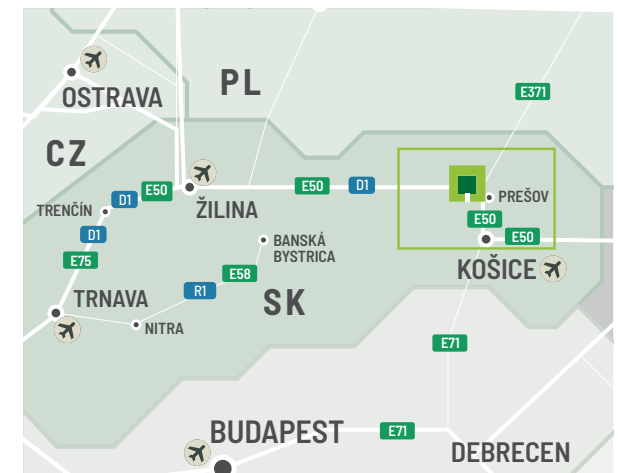 PL
OSTRAVA
E371
CZ
E50
E50
D1
D1
PREŠOV
TRENČÍN
ŽILINA
E50
D1
BANSKÁ
BYSTRICA
E50
E75
E58
KOŠICE
TRNAVA
R1
SK
NITRA
E71
BUDAPEST
E71
DEBRECEN